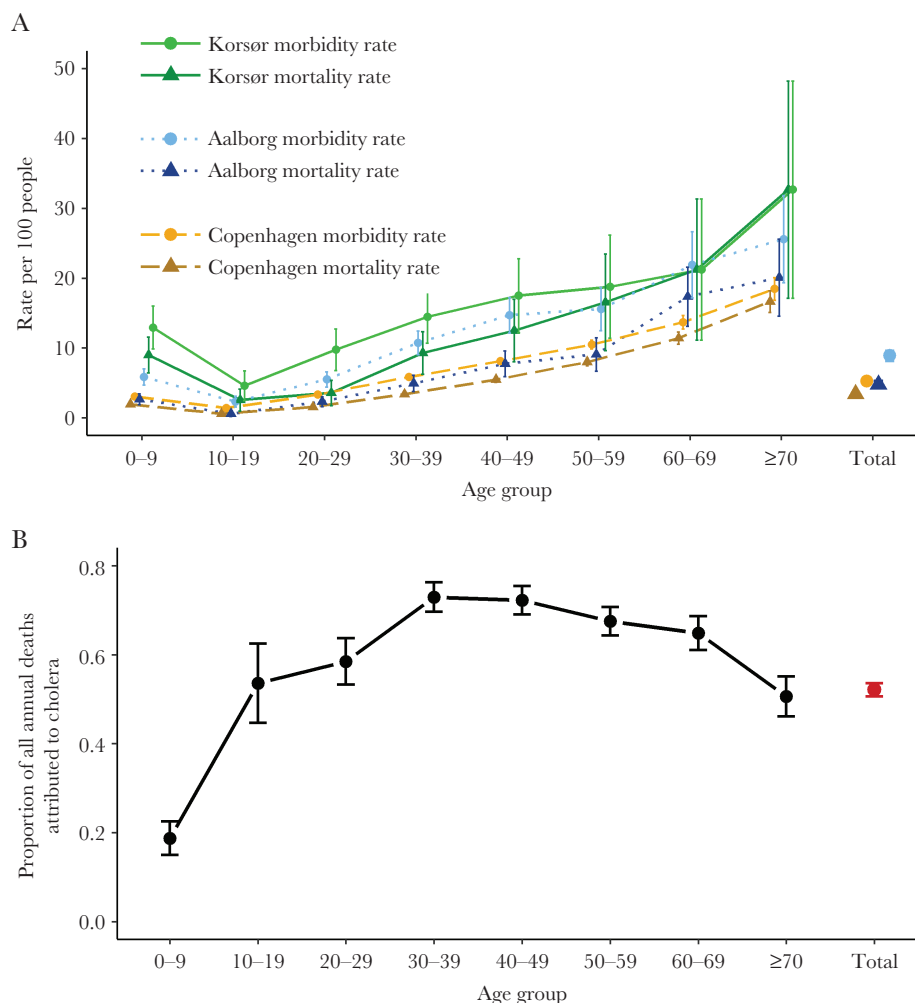 A
Korsør morbidity rate
Korsør mortality rate
Aalborg morbidity rate
Aalborg mortality rate
Copenhagen morbidity rate
Copenhagen mortality rate
Rate per 100 people
50
40
30
20
10
0
0–9 10–19 20–29 30–39 40–49 50–59 60–69 ≥70 Total
Age group
B
Proportion of all annual deaths
attributed to cholera
0.8
0.6
0.4
0.2
0.0
0–9 10–19 20–29 30–39 40–49 50–59 60–69 ≥70 Total
Age group